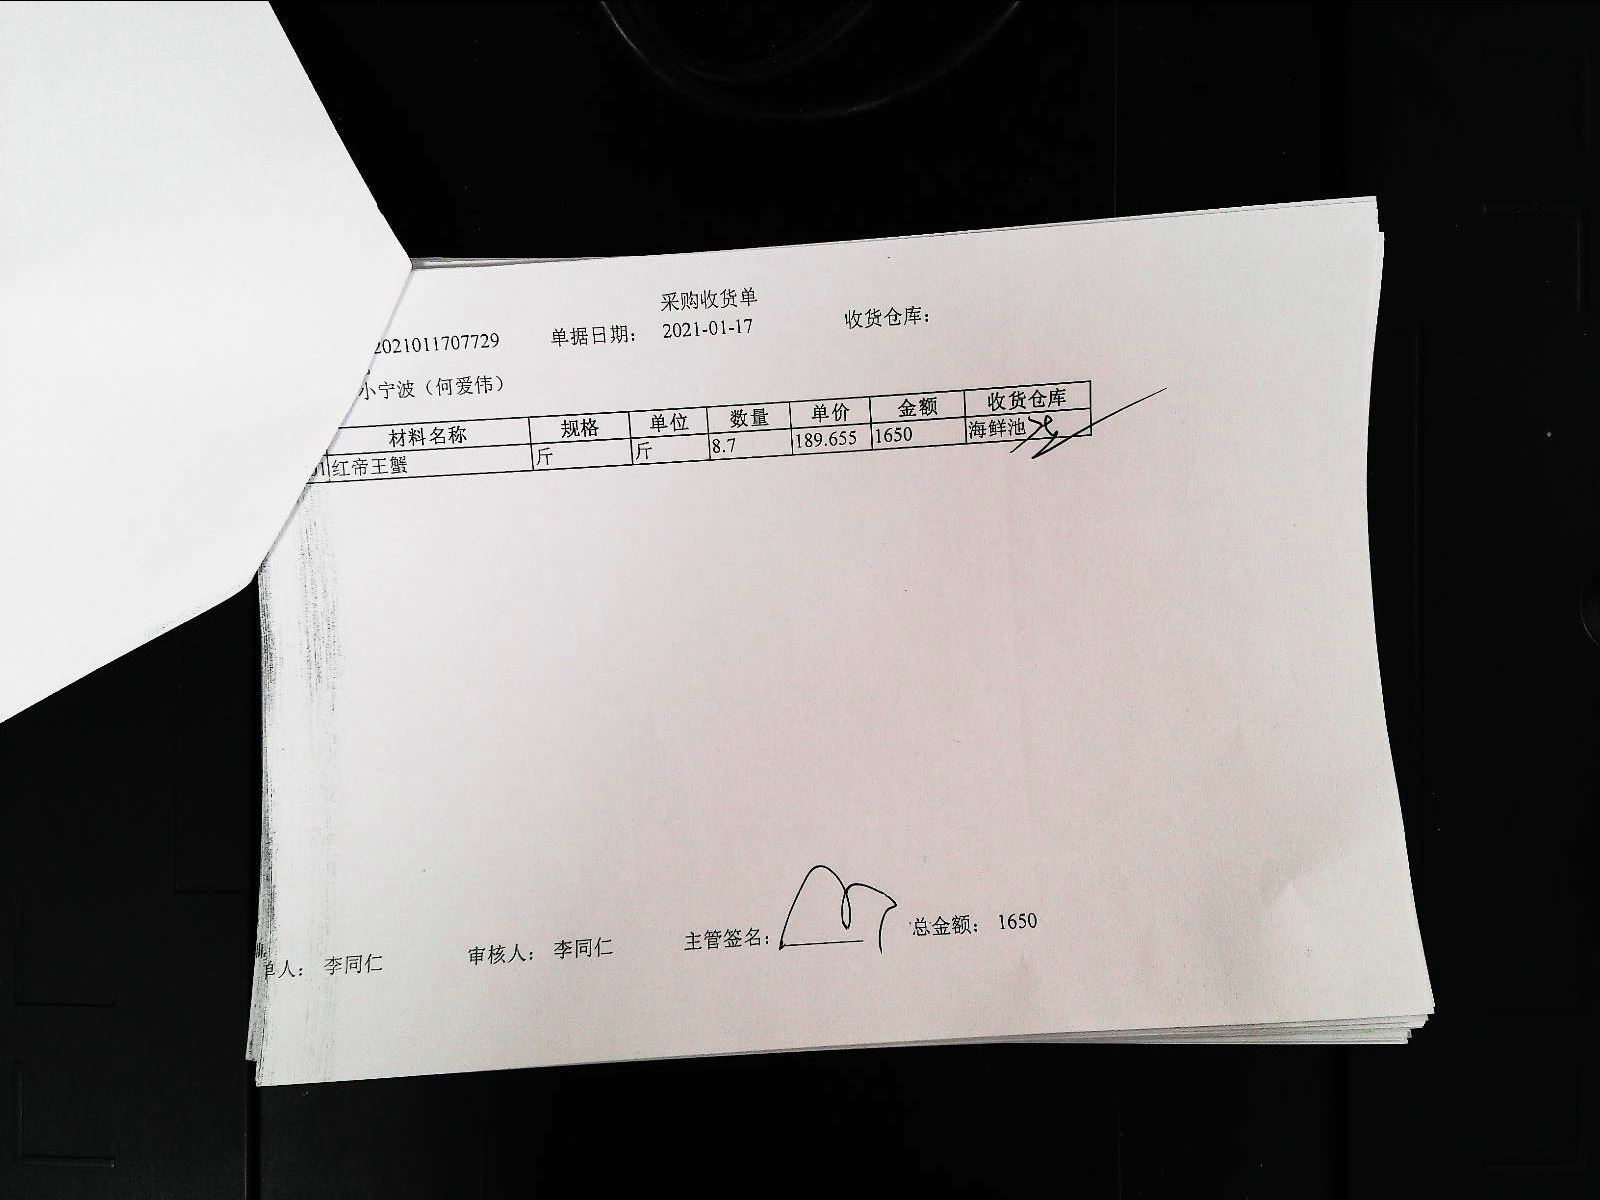 采购收货单
2021011707729 单据日期： 2021-01-17 收货仓库：
小宁波（何爱伟）
材料名称 规格 单位 数量 单价 金额 收货仓库
红帝王蟹 斤 斤 8.7 189.655 1650 海鲜池
单人： 李同仁 审核人： 李同仁 主管签名： 总金额： 1650